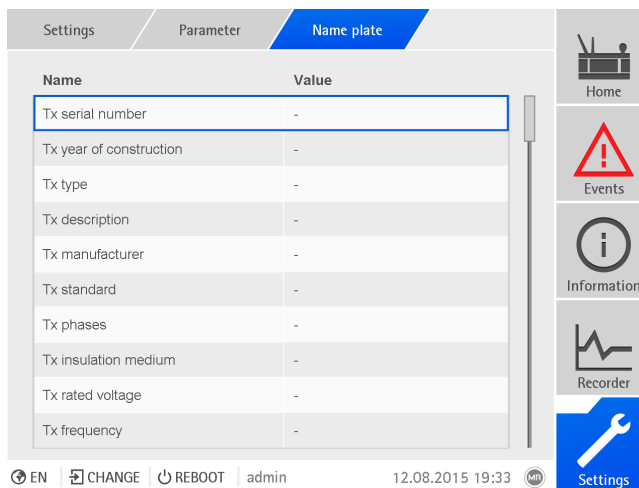 Settings Parameter Name plate
Name Value
Tx serial number -
Tx year of construction -
Tx type -
Tx description -
Tx manufacturer -
Tx standard -
Tx phases -
Tx insulation medium -
Tx rated voltage -
Tx frequency -
Home
Events
Information
Recorder
Settings
EN CHANGE REBOOT admin 12.08.2015 19:33 MR